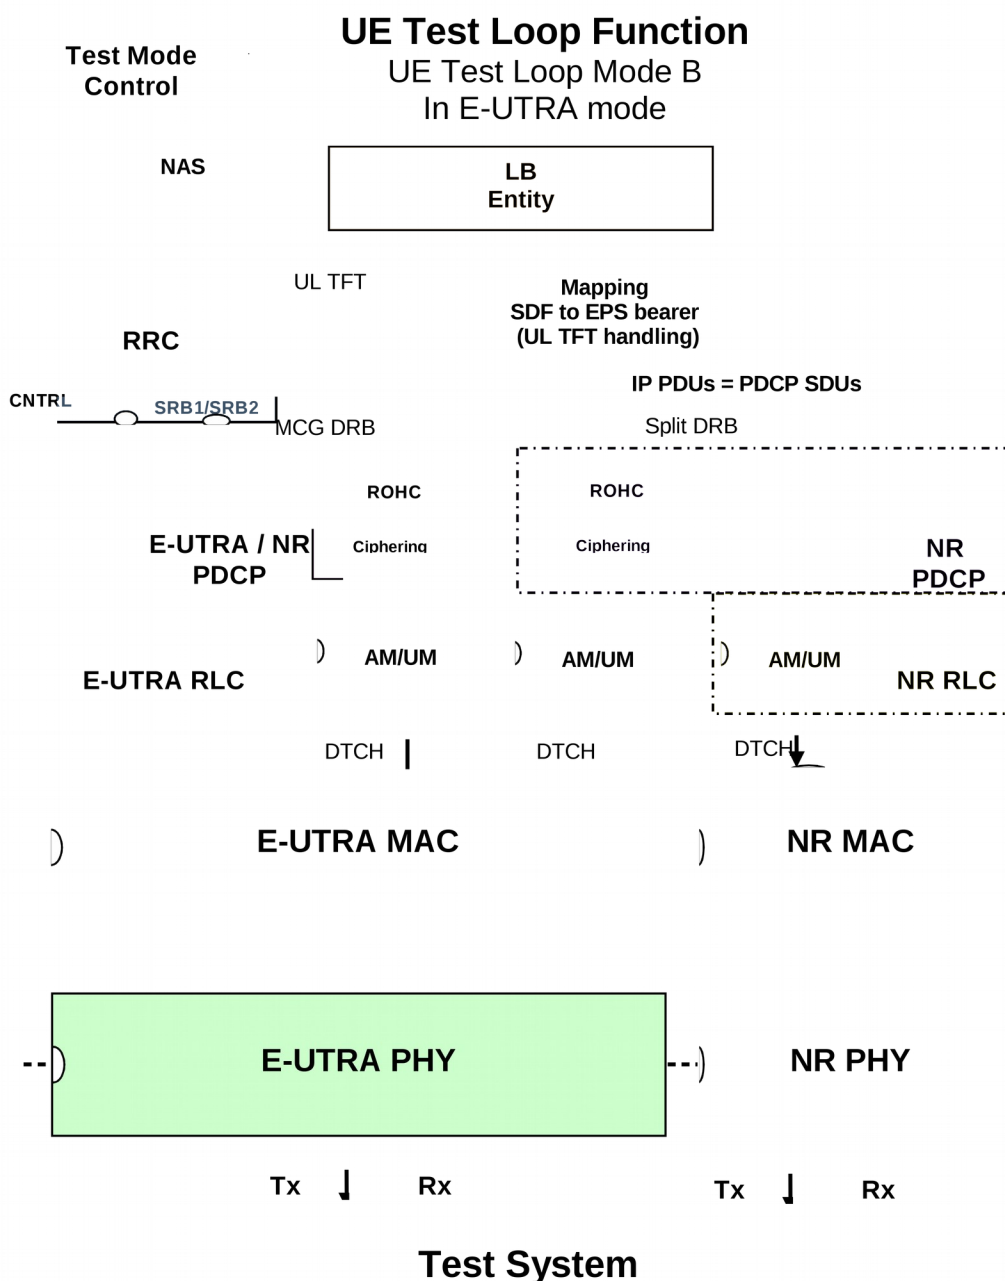 UE Test Loop Function
Test Mode
Control
UE Test Loop Mode B
In E-UTRA mode
NAS
LB
Entity
UL TFT
Mapping
SDF to EPS bearer
(UL TFT handling)
RRC
IP PDUs = PDCP SDUs
CNTRL
SRB1/SRB2
MCG DRB
Split DRB
ROHC
ROHC
E-UTRA / NR
PDCP
Ciphering
Ciphering
NR
PDCP
E-UTRA RLC
AM/UM
AM/UM
AM/UM
NR RLC
DTCH
DTCH
DTCH
E-UTRA MAC
NR MAC
E-UTRA PHY
NR PHY
Tx
Rx
Tx
Rx
Test System